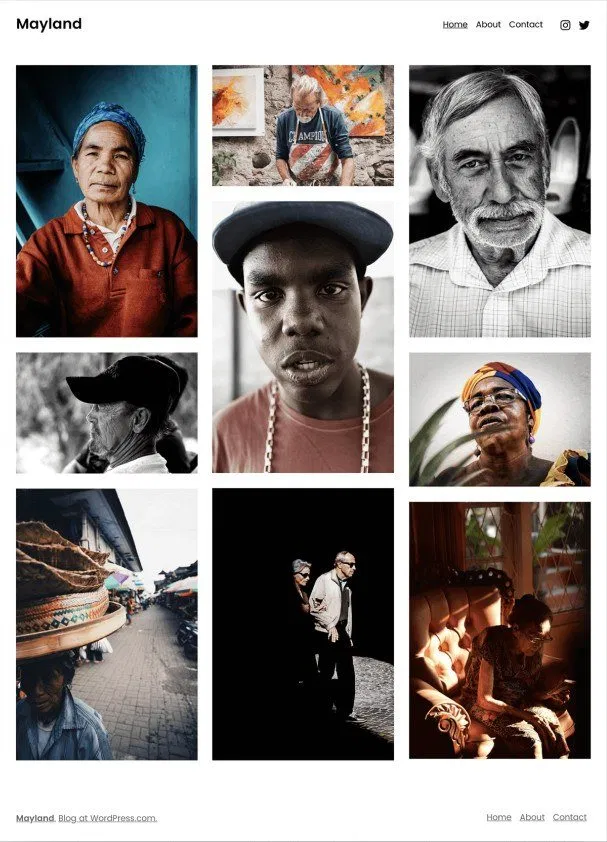 Mayland
Home About Contact
CHAMPION
Mayland. Blog at WordPress.com.
Home About Contact